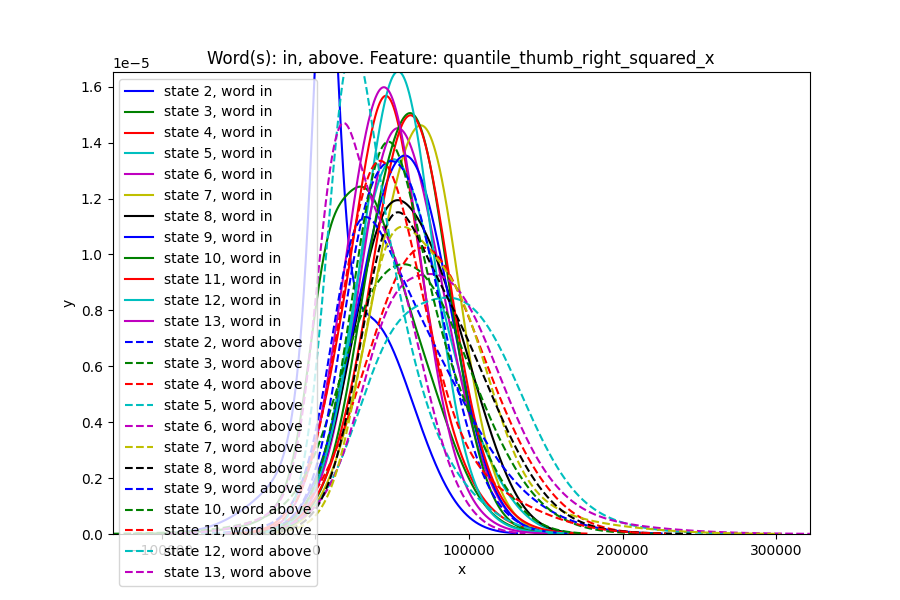 Word(s): in, above. Feature: quantile_thumb_right_squared_x
1e−5
1.6
1.4
1.2
1.0
0.8
0.6
0.4
0.2
0.0
y
state 2, word in
state 3, word in
state 4, word in
state 5, word in
state 6, word in
state 7, word in
state 8, word in
state 9, word in
state 10, word in
state 11, word in
state 12, word in
state 13, word in
state 2, word above
state 3, word above
state 4, word above
state 5, word above
state 6, word above
state 7, word above
state 8, word above
state 9, word above
state 10, word above
state 11, word above
state 12, word above
state 13, word above
−100000 0 100000 200000 300000
x